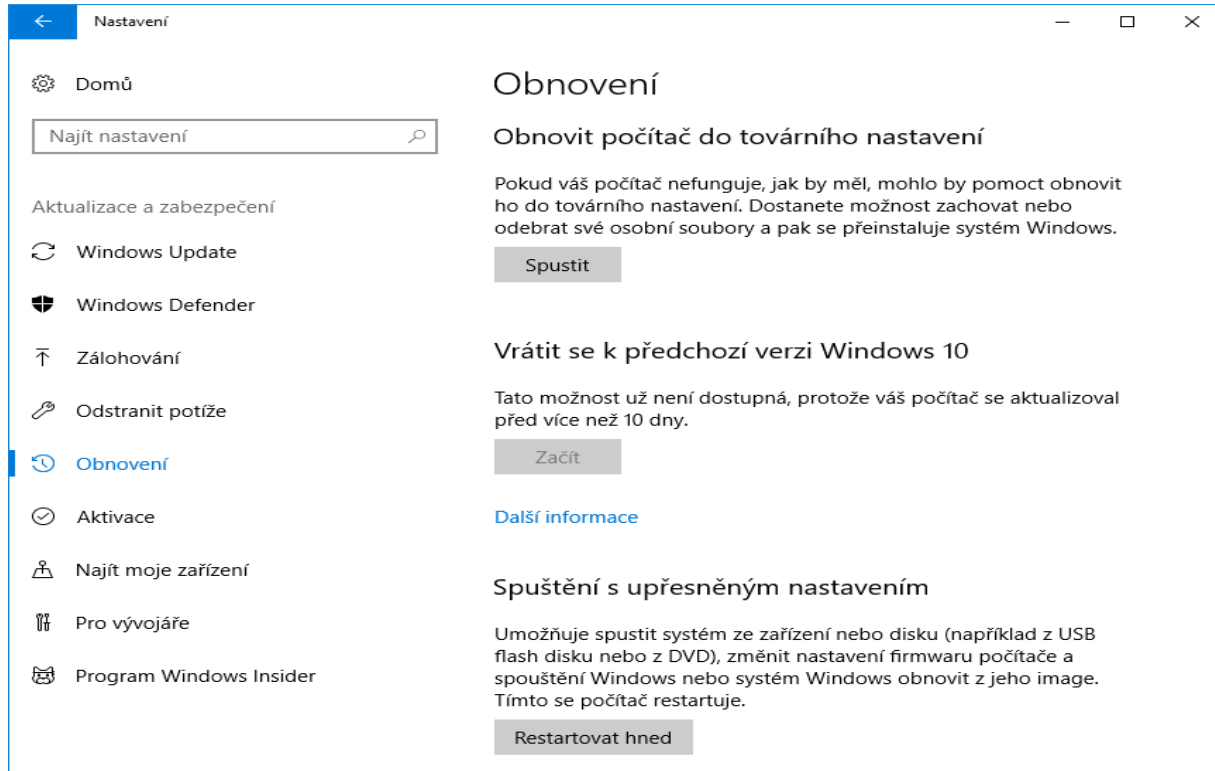 Nastavení
Domů
Najít nastavení
Aktualizace a zabezpečení
Windows Update
Windows Defender
Zálohování
Odstranit potíže
Obnovení
Aktivace
Najít moje zařízení
Pro vývojáře
Program Windows Insider
Obnovení
Obnovit počítač do továrního nastavení
Pokud váš počítač nefunguje, jak by měl, mohlo by pomoct obnovit
ho do továrního nastavení. Dostanete možnost zachovat nebo
odebrat své osobní soubory a pak se přeinstaluje systém Windows.
Spustit
Vrátit se k předchozí verzi Windows 10
Tato možnost už není dostupná, protože váš počítač se aktualizoval
před více než 10 dny.
Začít
Další informace
Spuštění s upřesněným nastavením
Umožňuje spustit systém ze zařízení nebo disku (například z USB
flash disku nebo z DVD), změnit nastavení firmwaru počítače a
spouštění Windows nebo systém Windows obnovit z jeho image.
Tímto se počítač restartuje.
Restartovat hned